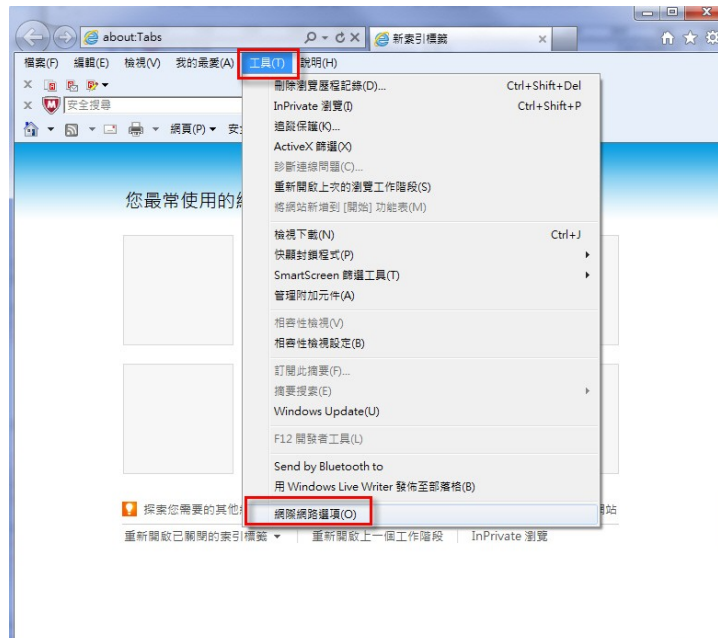 about:Tabs
新索引標籤
檔案(F) 編輯(E) 檢視(V) 我的最愛(A) 工具(T) 說明(H)
安全搜尋
網頁(P) 安
刪除瀏覽歷程記錄(D)... Ctrl+Shift+Del
InPrivate 瀏覽(I) Ctrl+Shift+P
追蹤保護(K)...
ActiveX 篩選(X)
診斷連線問題(C)...
重新開啟上次的瀏覽工作階段(S)
將網站新增到 [開始] 功能表(M)
您最常使用的
檢視下載(N) Ctrl+J
快顯封鎖程式(P)
SmartScreen 篩選工具(T)
管理附加元件(A)
相容性檢視(V)
相容性檢視設定(B)
訂閱此摘要(F)...
摘要搜索(E)
Windows Update(U)
F12 開發者工具(L)
Send by Bluetooth to
用 Windows Live Writer 發佈至部落格(B)
網際網路選項(O)
探索您需要的其他 站
重新開啟已關閉的索引標籤 重新開啟上一個工作階段 InPrivate 瀏覽